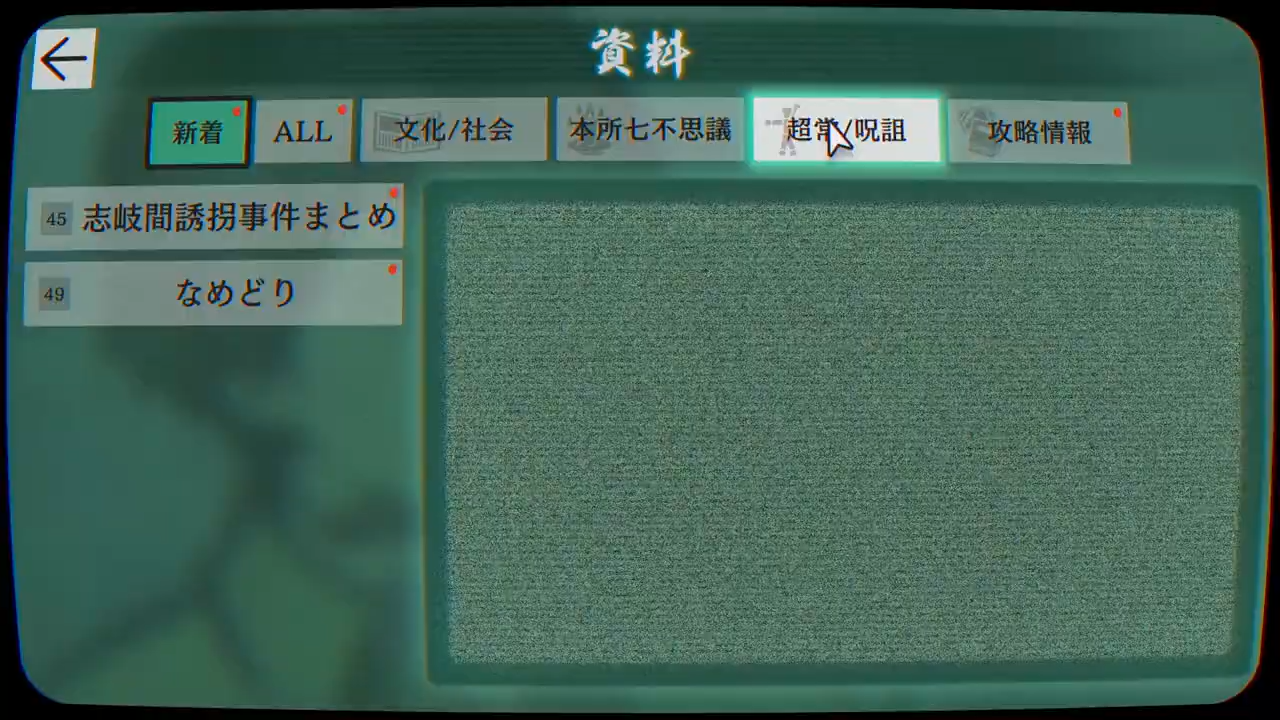 資料
新着
ALL
文化/社会
本所七不思議
超常/呪詛
攻略情報
45 志岐間誘拐事件まとめ
49 なめどり